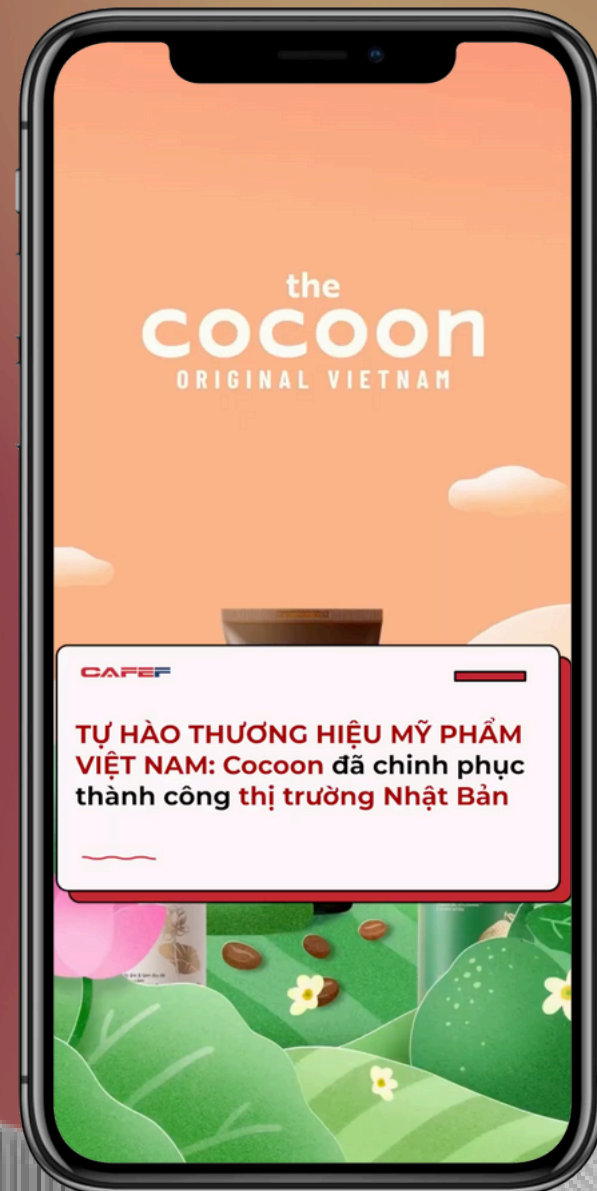 the
cocoon
ORIGINAL VIETNAM
CAFEF
TỰ HÀO THƯƠNG HIỆU MỸ PHẨM
VIỆT NAM: Cocoon đã chinh phục
thành công thị trường Nhật Bản